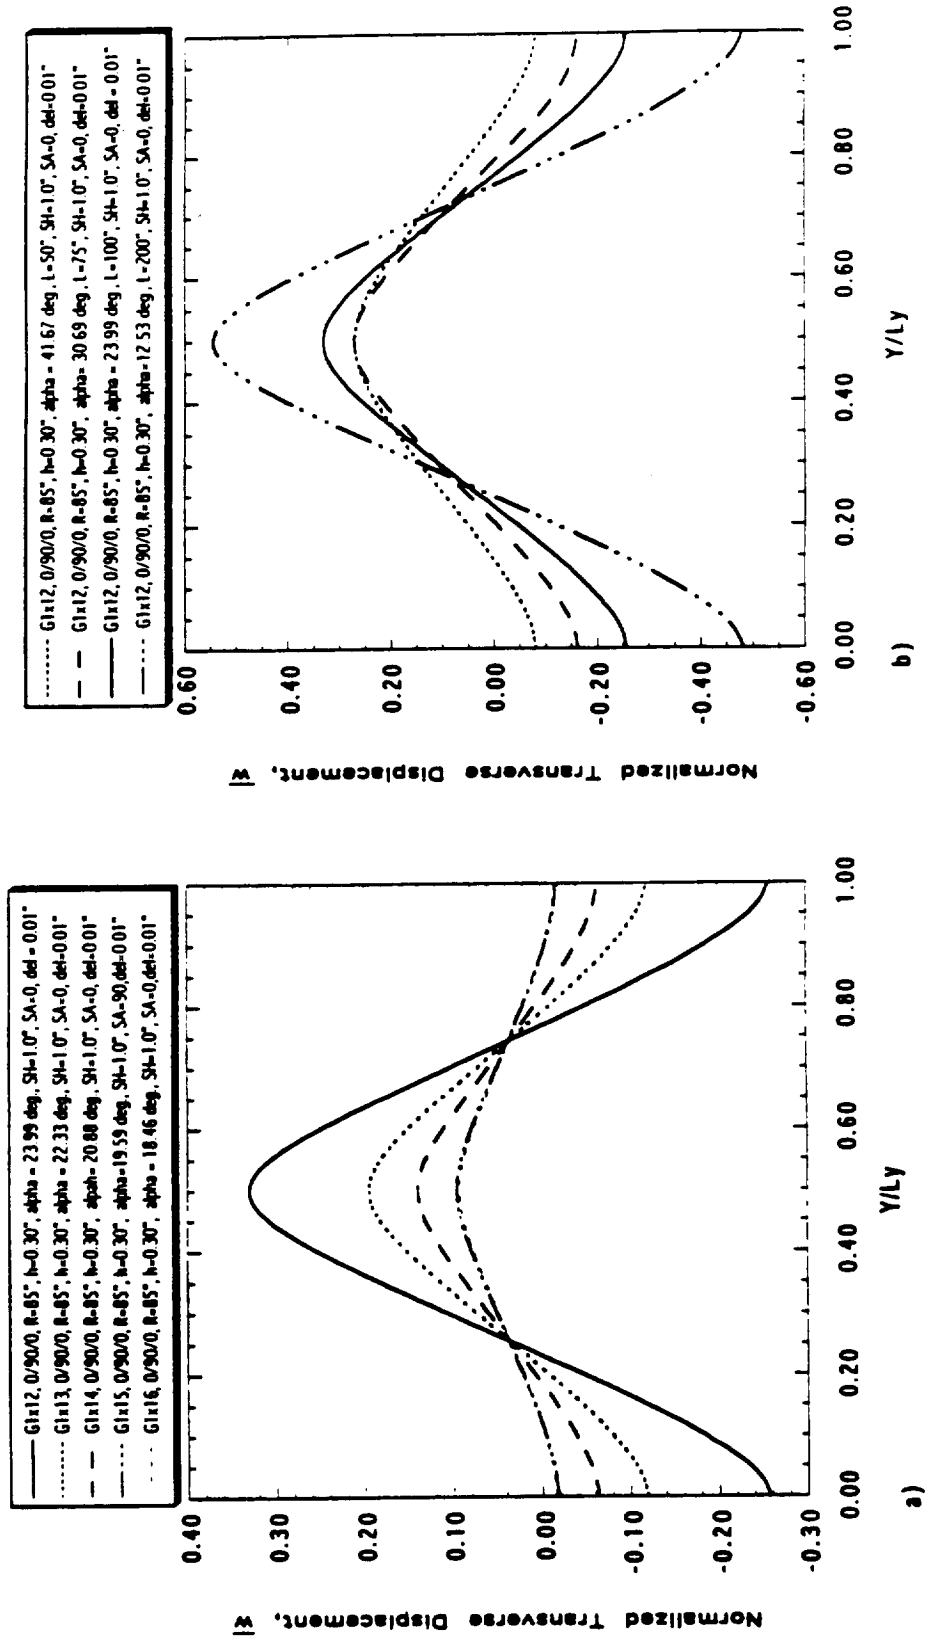 G1x12, 0/90/0, R=85", h=0.30", alpha = 23.99 deg., SH=1.0", SA=0, del = 0.01"
G1x13, 0/90/0, R=85", h=0.30", alpha = 22.33 deg., SH=1.0", SA=0, del=0.01"
G1x14, 0/90/0, R=85", h=0.30", alpah= 20.88 deg., SH=1.0", SA=0, del=0.01"
G1x15, 0/90/0, R=85", h=0.30", alpha=19.59 deg., SH=1.0", SA=90,del=0.01"
G1x16, 0/90/0, R=85", h=0.30", alpha = 18.46 deg., SH=1.0", SA=0,del=0.01"
0.40
0.30
0.20
0.10
0.00
-0.10
-0.20
-0.30
Normalized Transverse Displacement, w
0.00 0.20 0.40 0.60 0.80 1.00
Y/Ly
a)
G1x12, 0/90/0, R=85", h=0.30", alpha = 41.67 deg., L=50", SH=1.0", SA=0, del=0.01"
G1x12, 0/90/0, R=85", h=0.30", alpha= 30.69 deg., L=75", SH=1.0", SA=0, del=0.01"
G1x12, 0/90/0, R=85", h=0.30", alpha = 23.99 deg., L=100", SH=1.0", SA=0, del = 0.01"
G1x12, 0/90/0, R=85", h=0.30", alpha=12.53 deg., L=200", SH=1.0", SA=0, del=0.01"
0.60
0.40
0.20
0.00
-0.20
-0.40
-0.60
Normalized Transverse Displacement, w
0.00 0.20 0.40 0.60 0.80 1.00
Y/Ly
b)